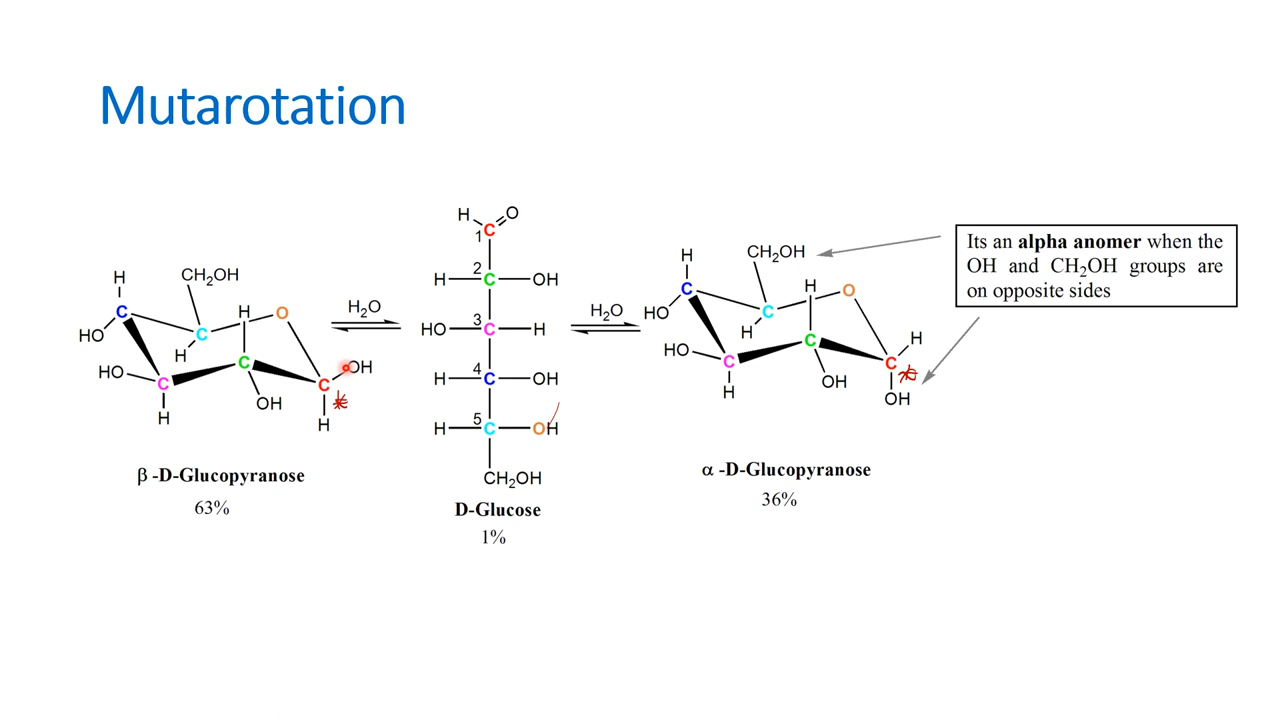 Mutarotation
H
CH₂OH
H
O
HO
C
C
H
HO
C
C
OH
C
OH
H
H
H
β -D-Glucopyranose
63%
H₂O
H
O
1
C
H
2
C
OH
HO
3
C
H
H
4
C
OH
H
5
C
OH
CH₂OH
D-Glucose
1%
H₂O
H
CH₂OH
H
O
HO
C
C
H
H
HO
C
C
C
H
OH
OH
α -D-Glucopyranose
36%
Its an alpha anomer when the
OH and CH₂OH groups are
on opposite sides